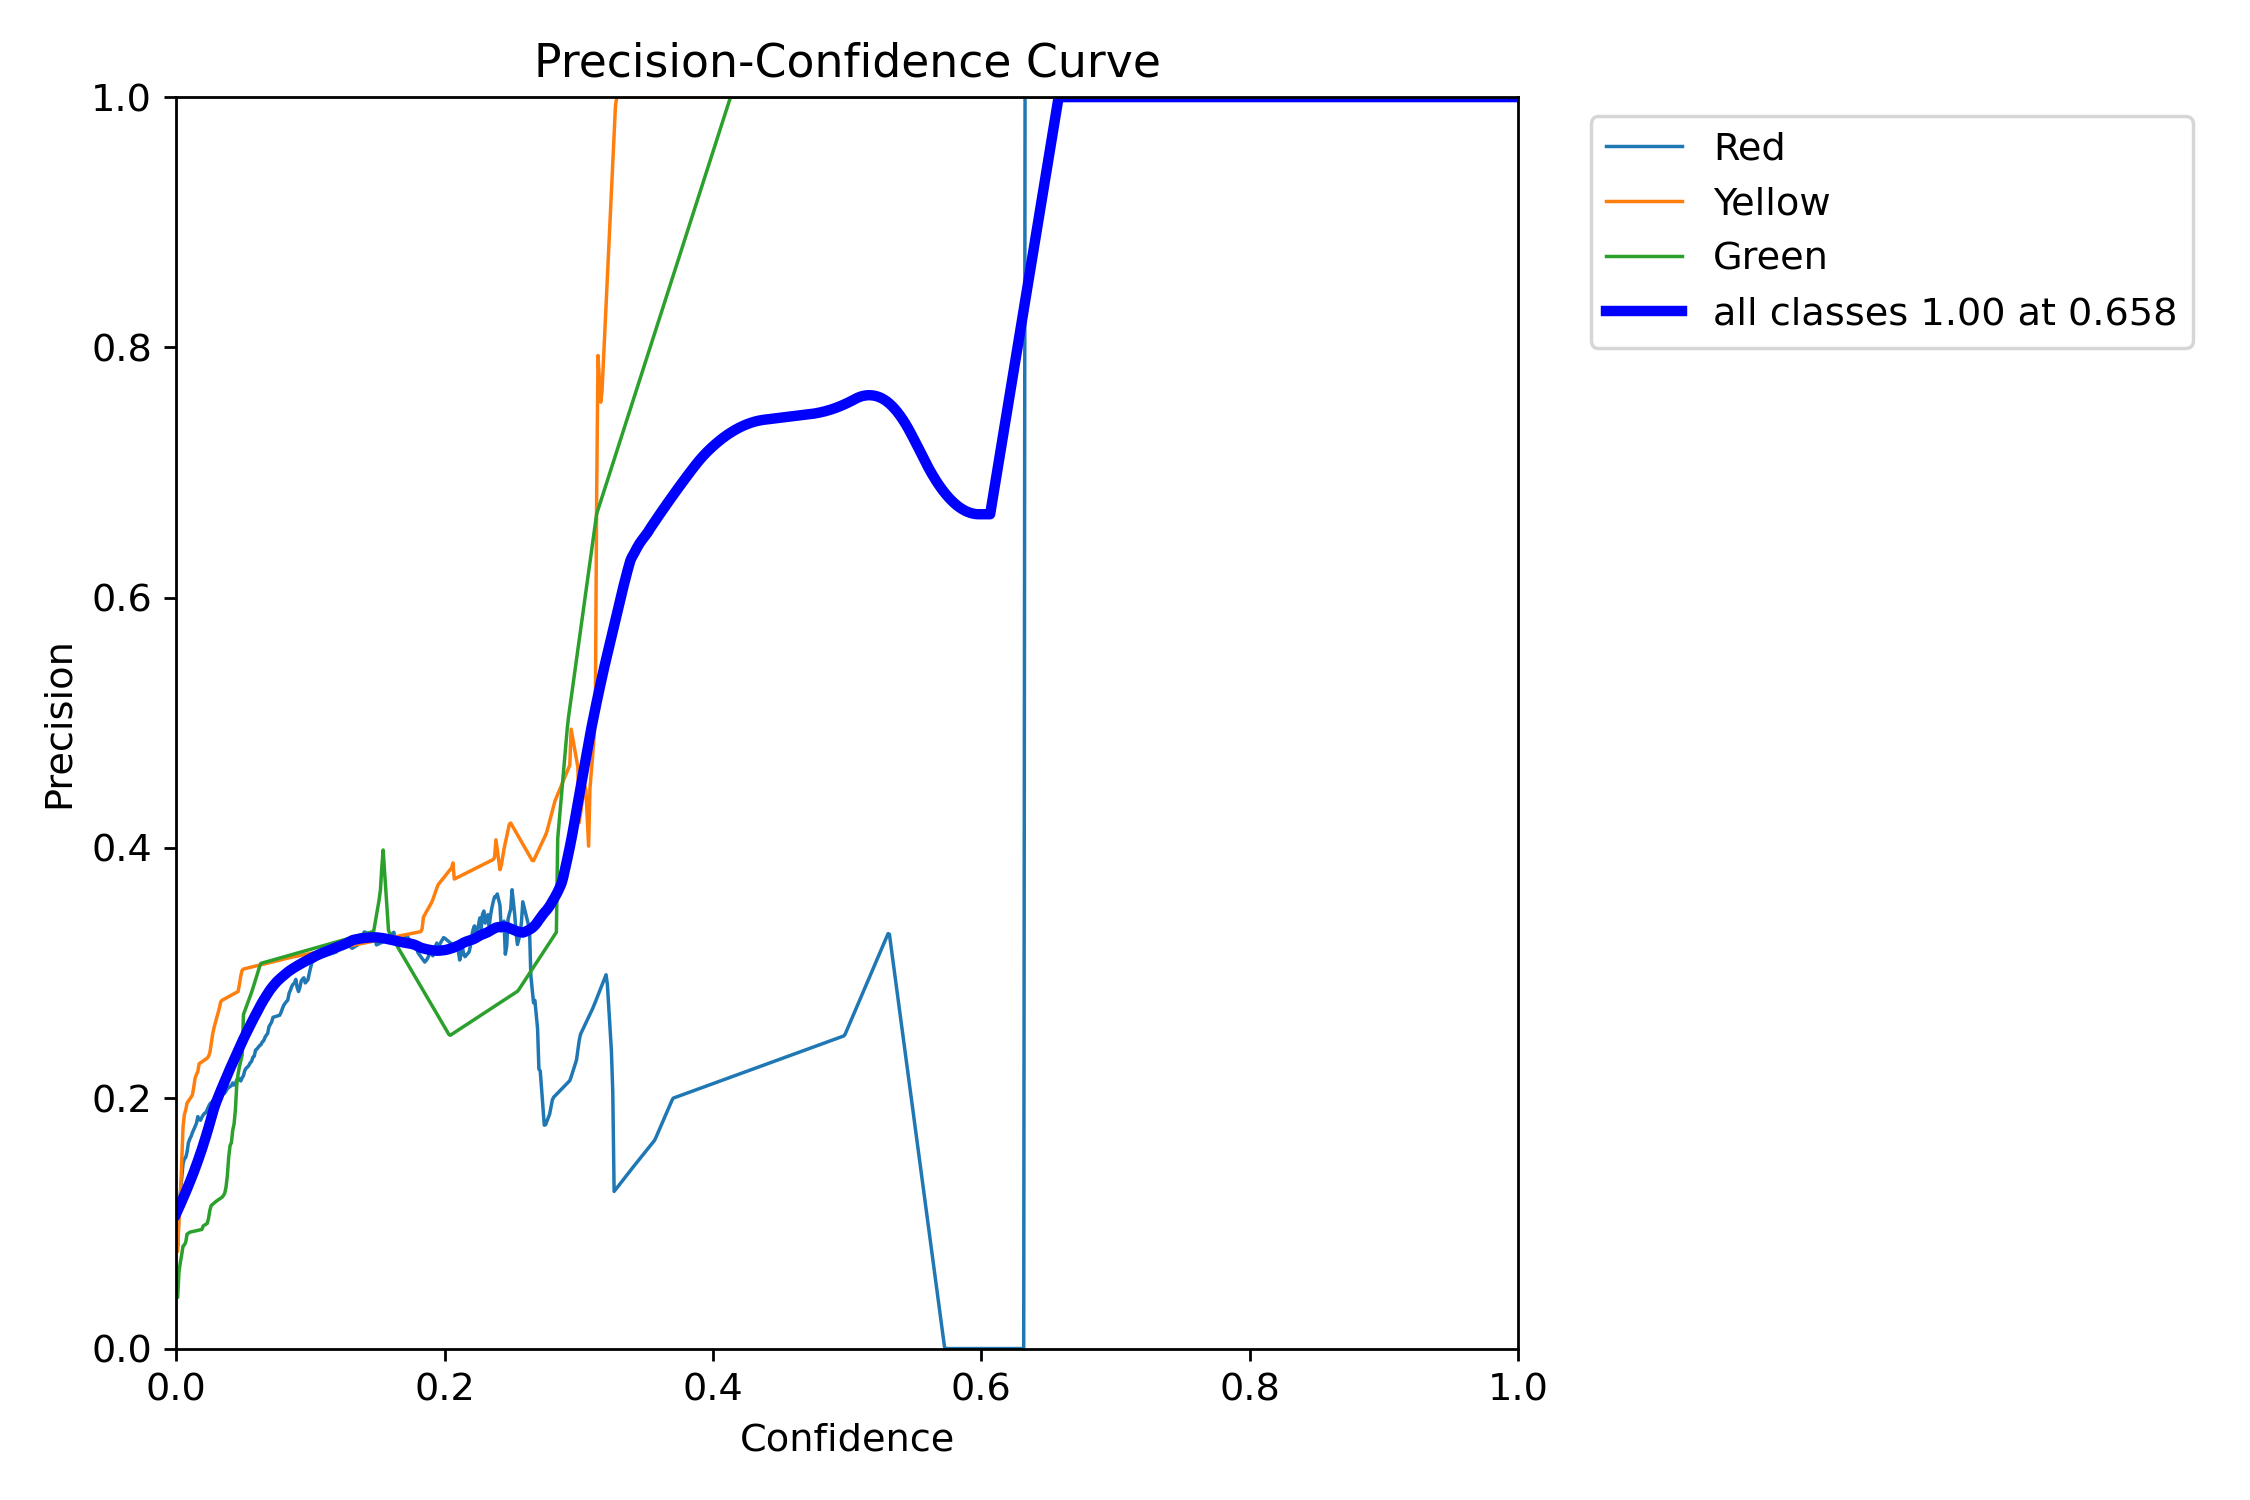 Precision-Confidence Curve
1.0
0.8
0.6
0.4
0.2
0.0
Precision
0.0 0.2 0.4 0.6 0.8 1.0
Confidence
Red
Yellow
Green
all classes 1.00 at 0.658